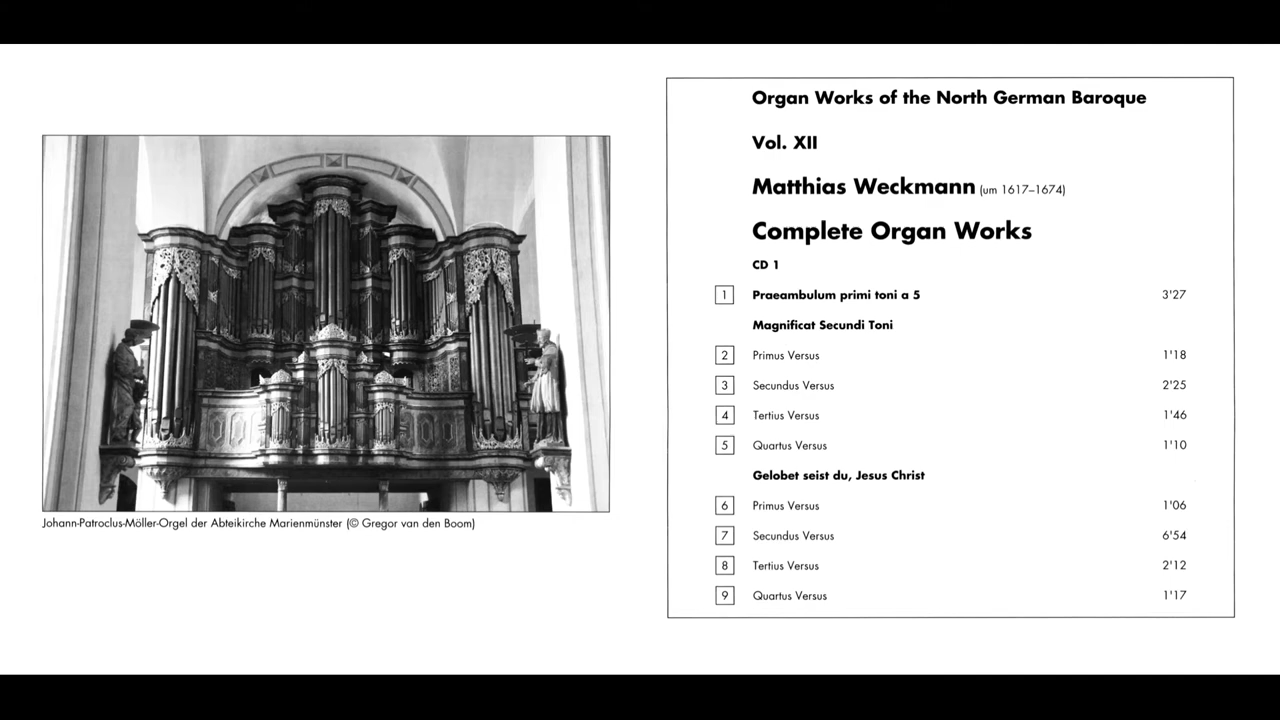 Johann-Patroclus-Möller-Orgel der Abteikirche Marienmünster (© Gregor van den Boom)
Organ Works of the North German Baroque
Vol. XII
Matthias Weckmann (um 1617–1674)
Complete Organ Works
CD 1
1 Praeambulum primi toni a 5 3'27
Magnificat Secundi Toni
2 Primus Versus 1'18
3 Secundus Versus 2'25
4 Tertius Versus 1'46
5 Quartus Versus 1'10
Gelobet seist du, Jesus Christ
6 Primus Versus 1'06
7 Secundus Versus 6'54
8 Tertius Versus 2'12
9 Quartus Versus 1'17